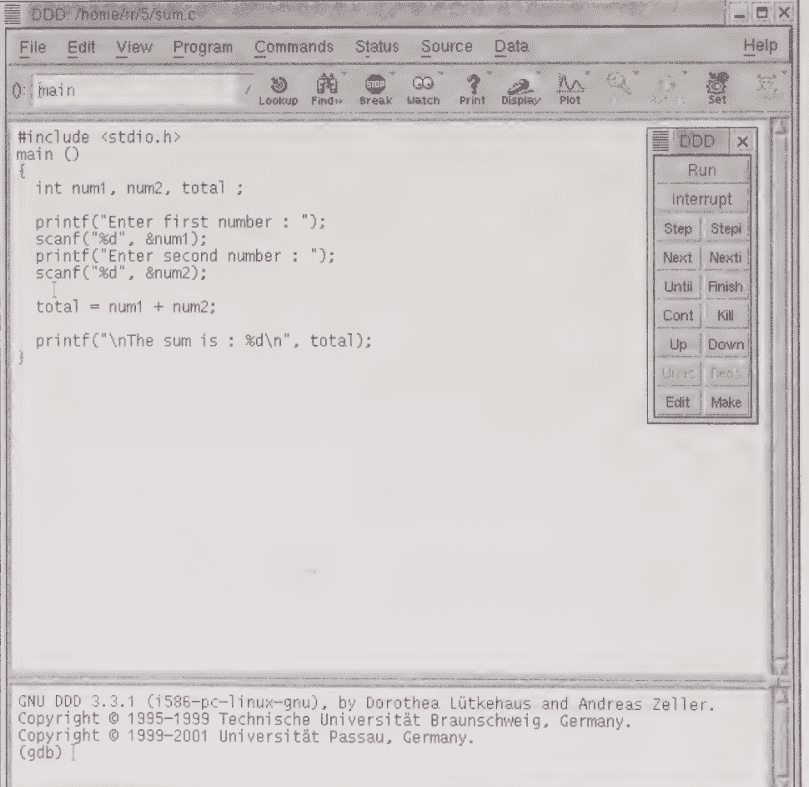 DDD: /home/rr/5/sum.c
File Edit View Program Commands Status Source Data Help
(): main
Lookup Find» Break Watch Print Display Plot Set
STOP
#include <stdio.h>
main ()
{
int num1, num2, total ;
printf("Enter first number : ");
scanf("%d", &num1);
printf("Enter second number : ");
scanf("%d", &num2);
total = num1 + num2;
printf("\nThe sum is : %d\n", total);
}
DDD
Run
Interrupt
Step Stepi
Next Nexti
Until Finish
Cont Kill
Up Down
Edit Make
GNU DDD 3.3.1 (i586-pc-linux-gnu), by Dorothea Lütkehaus and Andreas Zeller.
Copyright © 1995-1999 Technische Universität Braunschweig, Germany.
Copyright © 1999-2001 Universität Passau, Germany.
(gdb)